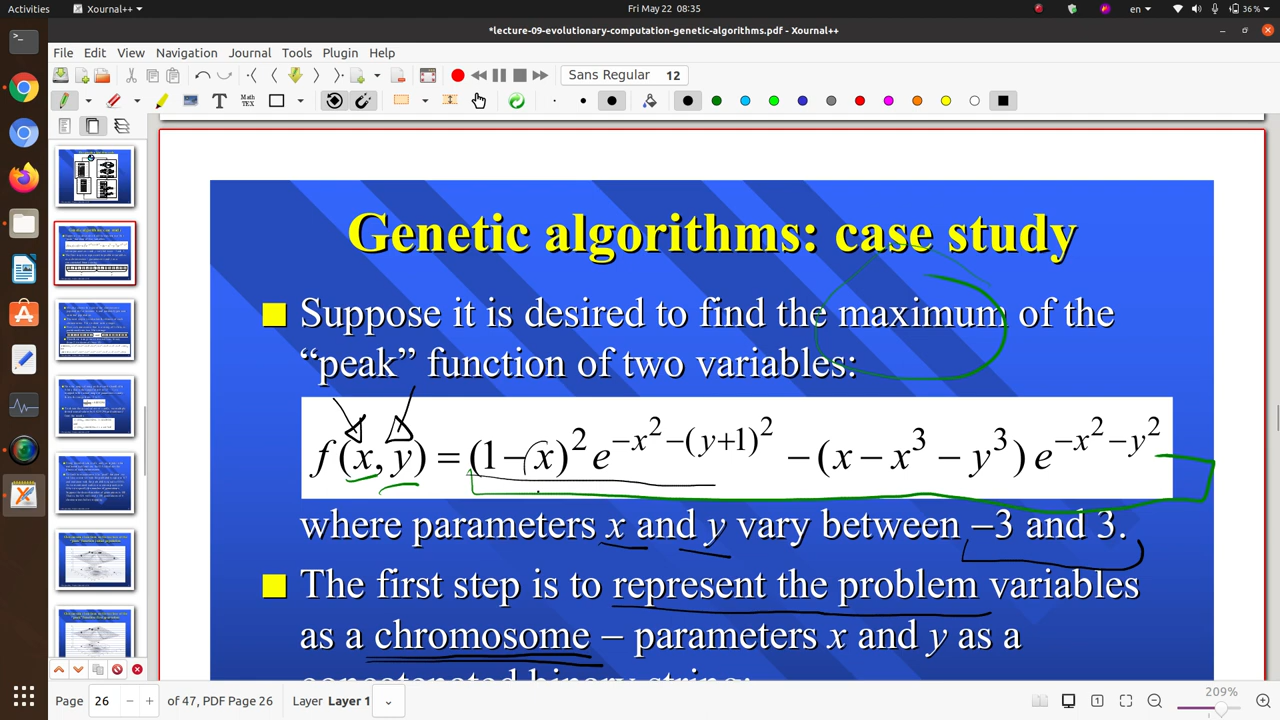 Activities
Xournal++
Fri May 22 08:35
en
36%
*lecture-09-evolutionary-computation-genetic-algorithms.pdf - Xournal++
File Edit View Navigation Journal Tools Plugin Help
Sans Regular 12
Genetic algorithms: case study
Suppose it is desired to find the maximum of the
“peak” function of two variables:
f(x, y) = (1−x)² e^{−x²−(y+1)²} (x − x³ − y³) e^{−x²−y²}
where parameters x and y vary between −3 and 3.
The first step is to represent the problem variables
as a chromosome – parameters x and y as a
concatenated binary string:
Page 26 of 47, PDF Page 26 Layer Layer 1
209%